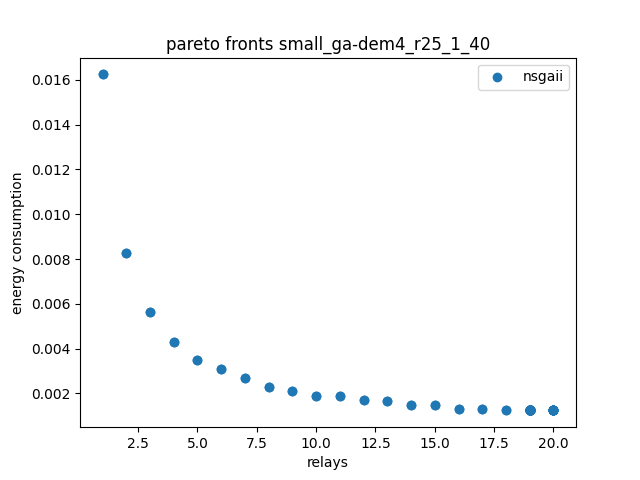 pareto fronts small_ga-dem4_r25_1_40
nsgaii
0.016
0.014
0.012
0.010
0.008
0.006
0.004
0.002
energy consumption
2.5 5.0 7.5 10.0 12.5 15.0 17.5 20.0
relays